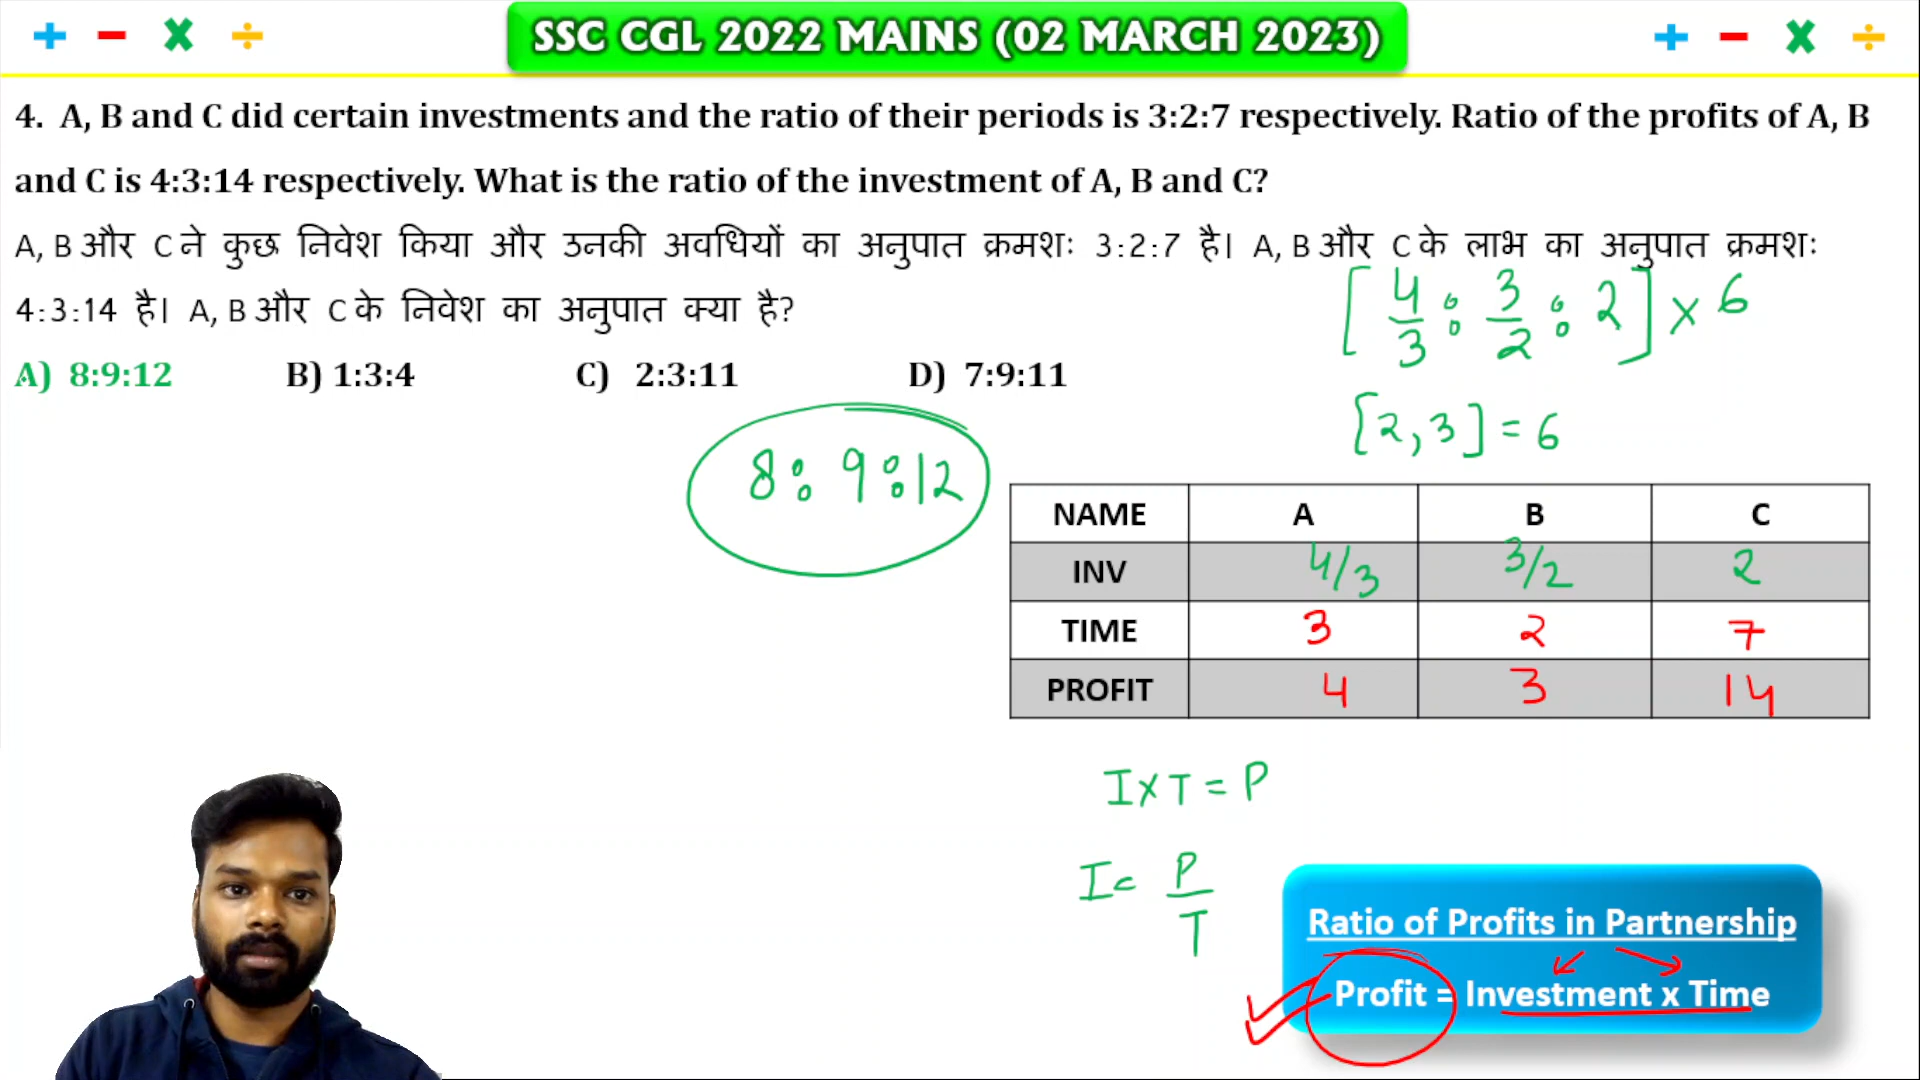 SSC CGL 2022 MAINS (02 MARCH 2023)
4. A, B and C did certain investments and the ratio of their periods is 3:2:7 respectively. Ratio of the profits of A, B
and C is 4:3:14 respectively. What is the ratio of the investment of A, B and C?
A, B और C ने कुछ निवेश किया और उनकी अवधियों का अनुपात क्रमशः 3:2:7 है। A, B और C के लाभ का अनुपात क्रमशः
4:3:14 है। A, B और C के निवेश का अनुपात क्या है?
[4/3 : 3/2 : 2] x 6
A) 8:9:12 B) 1:3:4 C) 2:3:11 D) 7:9:11
[2,3] = 6
8:9:12
NAME A B C
INV 4/3 3/2 2
TIME 3 2 7
PROFIT 4 3 14
I x T = P
I = P/T
Ratio of Profits in Partnership
Profit = Investment x Time